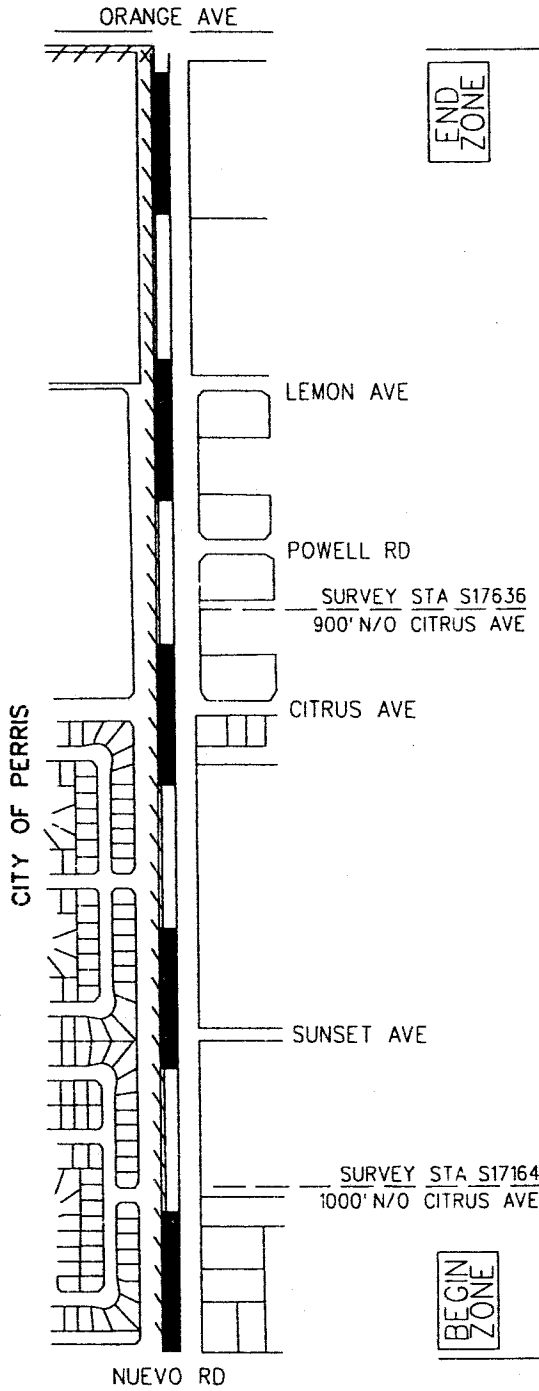 ORANGE AVE
END
ZONE
LEMON AVE
POWELL RD
SURVEY STA S17636
900' N/O CITRUS AVE
CITRUS AVE
CITY OF PERRIS
SUNSET AVE
SURVEY STA S17164
1000' N/O CITRUS AVE
BEGIN
ZONE
NUEVO RD